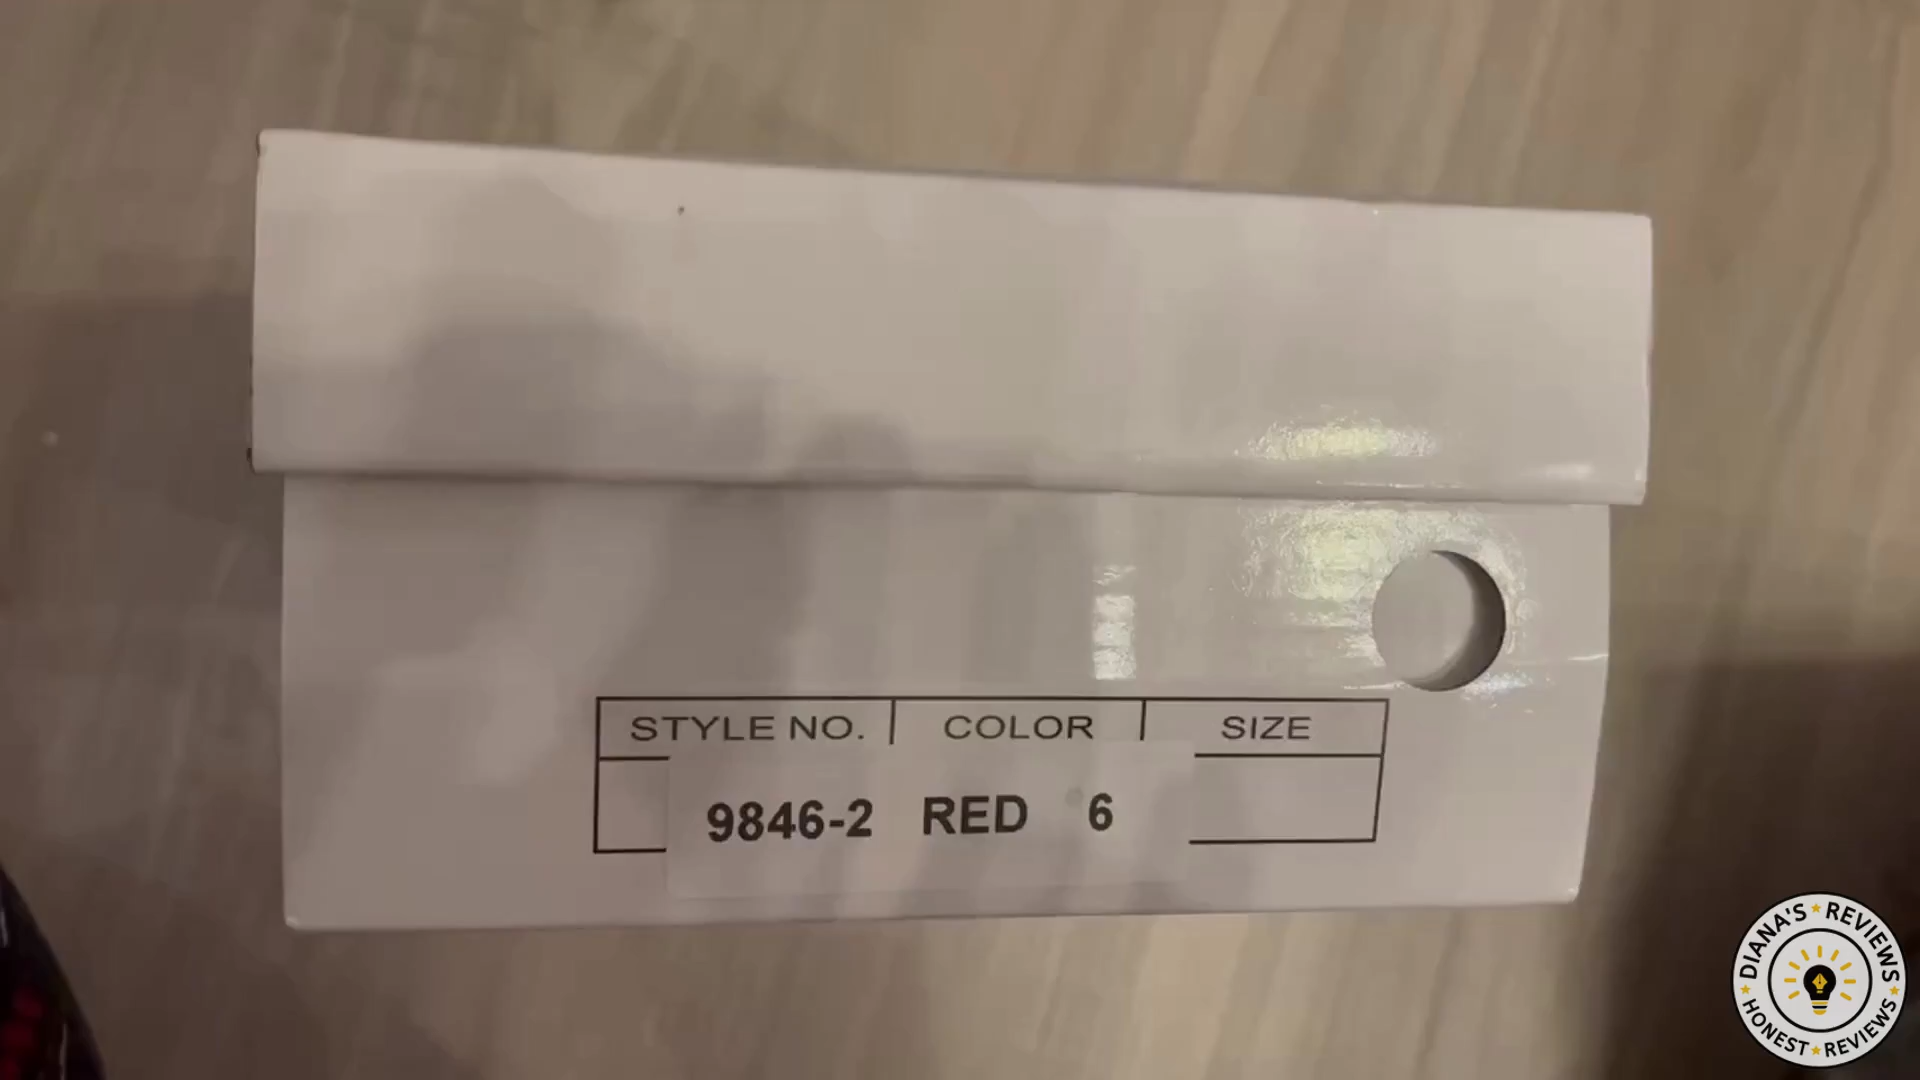 STYLE NO. COLOR SIZE
9846-2 RED 6
DIANA'S ★ REVIEWS
★ HONEST ★ REVIEWS ★